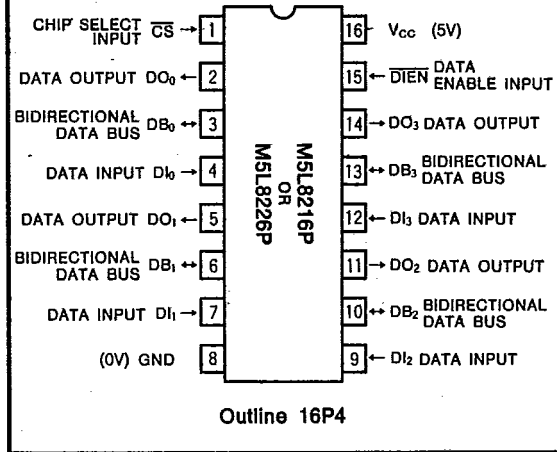 CHIP SELECT
INPUT C̅S̅ 1
DATA OUTPUT DO₀ 2
BIDIRECTIONAL
DATA BUS DB₀ 3
DATA INPUT DI₀ 4
DATA OUTPUT DO₁ 5
BIDIRECTIONAL
DATA BUS DB₁ 6
DATA INPUT DI₁ 7
(0V) GND 8
M5L8216P
OR
M5L8226P
16 Vcc (5V)
15 D̅I̅E̅N̅ DATA
ENABLE INPUT
14 DO₃ DATA OUTPUT
13 DB₃ BIDIRECTIONAL
DATA BUS
12 DI₃ DATA INPUT
11 DO₂ DATA OUTPUT
10 DB₂ BIDIRECTIONAL
DATA BUS
9 DI₂ DATA INPUT
Outline 16P4